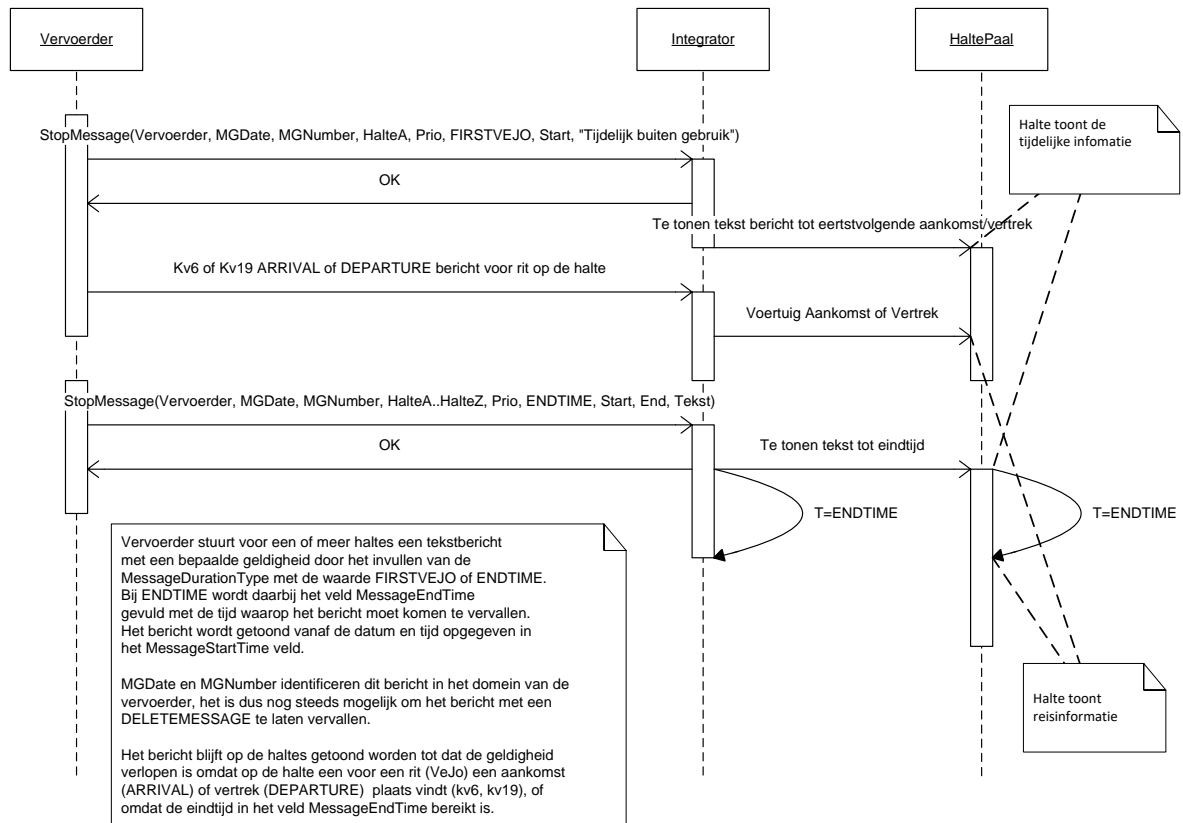 Vervoerder
Integrator
HaltePaal
StopMessage(Vervoerder, MGDate, MGNumber, HalteA, Prio, FIRSTVEJO, Start, "Tijdelijk buiten gebruik")
Halte toont de
tijdelijke infomatie
OK
Te tonen tekst bericht tot eertstvolgende aankomst/vertrek
Kv6 of Kv19 ARRIVAL of DEPARTURE bericht voor rit op de halte
Voertuig Aankomst of Vertrek
StopMessage(Vervoerder, MGDate, MGNumber, HalteA..HalteZ, Prio, ENDTIME, Start, End, Tekst)
OK
Te tonen tekst tot eindtijd
T=ENDTIME
T=ENDTIME
Vervoerder stuurt voor een of meer haltes een tekstbericht
met een bepaalde geldigheid door het invullen van de
MessageDurationType met de waarde FIRSTVEJO of ENDTIME.
Bij ENDTIME wordt daarbij het veld MessageEndTime
gevuld met de tijd waarop het bericht moet komen te vervallen.
Het bericht wordt getoond vanaf de datum en tijd opgegeven in
het MessageStartTime veld.
MGDate en MGNumber identificeren dit bericht in het domein van de
vervoerder, het is dus nog steeds mogelijk om het bericht met een
DELETEMESSAGE te laten vervallen.
Het bericht blijft op de haltes getoond worden tot dat de geldigheid
verlopen is omdat op de halte een voor een rit (VeJo) een aankomst
(ARRIVAL) of vertrek (DEPARTURE) plaats vindt (kv6, kv19), of
omdat de eindtijd in het veld MessageEndTime bereikt is.
Halte toont
reisinformatie